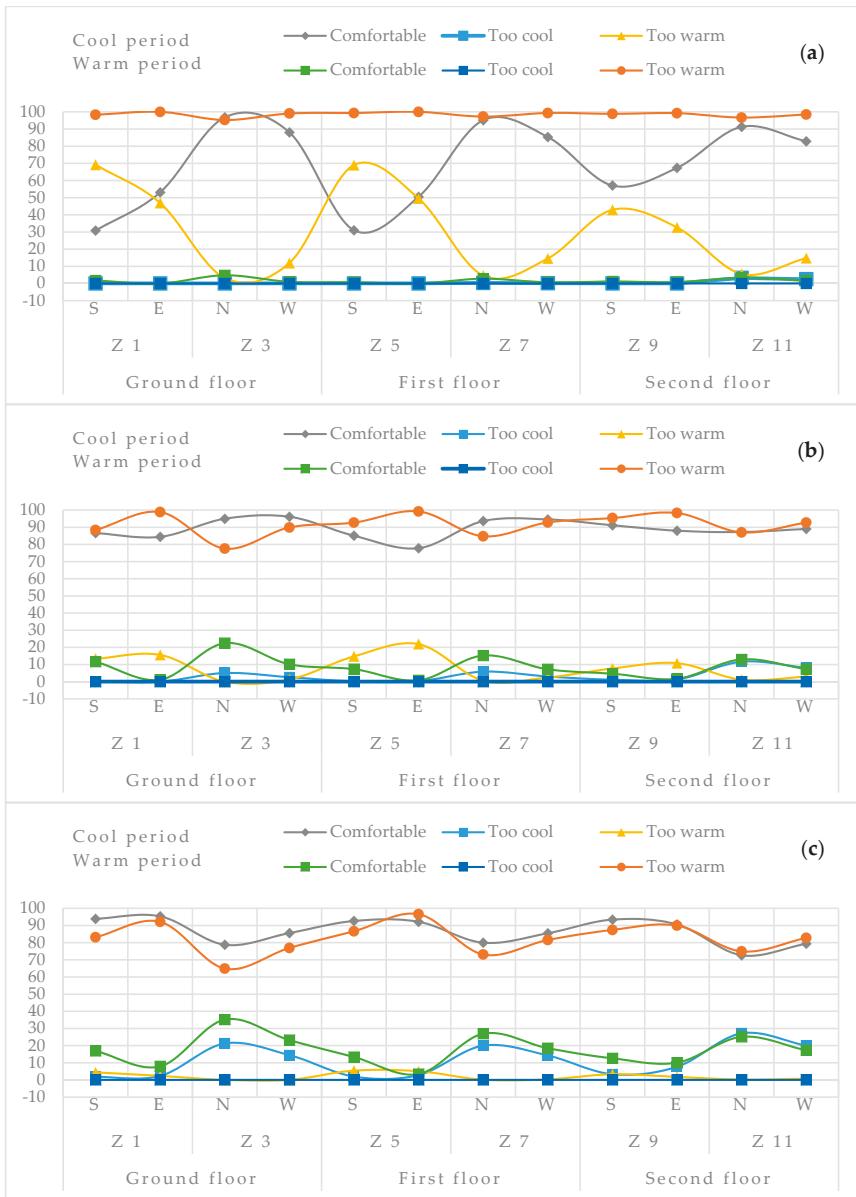 Cool period Comfortable Too cool Too warm
Warm period Comfortable Too cool Too warm
(a)
100
90
80
70
60
50
40
30
20
10
0
-10
S E N W S E N W S E N W
Z 1 Z 3 Z 5 Z 7 Z 9 Z 11
Ground floor First floor Second floor
Cool period Comfortable Too cool Too warm
Warm period Comfortable Too cool Too warm
(b)
100
90
80
70
60
50
40
30
20
10
0
-10
S E N W S E N W S E N W
Z 1 Z 3 Z 5 Z 7 Z 9 Z 11
Ground floor First floor Second floor
Cool period Comfortable Too cool Too warm
Warm period Comfortable Too cool Too warm
(c)
100
90
80
70
60
50
40
30
20
10
0
-10
S E N W S E N W S E N W
Z 1 Z 3 Z 5 Z 7 Z 9 Z 11
Ground floor First floor Second floor